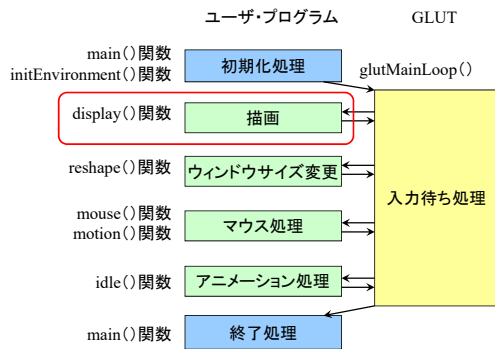 ユーザ・プログラム GLUT
main()関数
initEnvironment()関数
初期化処理
glutMainLoop()
display()関数
描画
reshape()関数
ウィンドウサイズ変更
入力待ち処理
mouse()関数
motion()関数
マウス処理
idle()関数
アニメーション処理
main()関数
終了処理